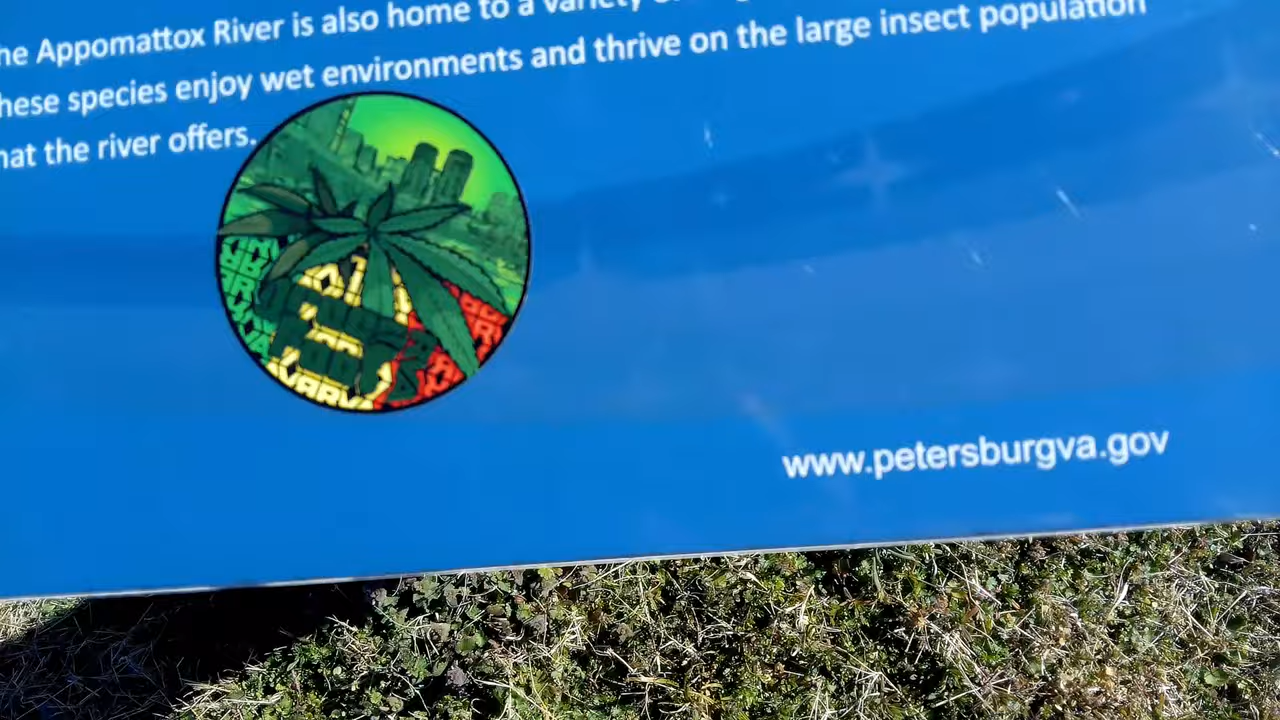 he Appomattox River is also home to a variety
hese species enjoy wet environments and thrive on the large insect population
hat the river offers.
www.petersburgva.gov